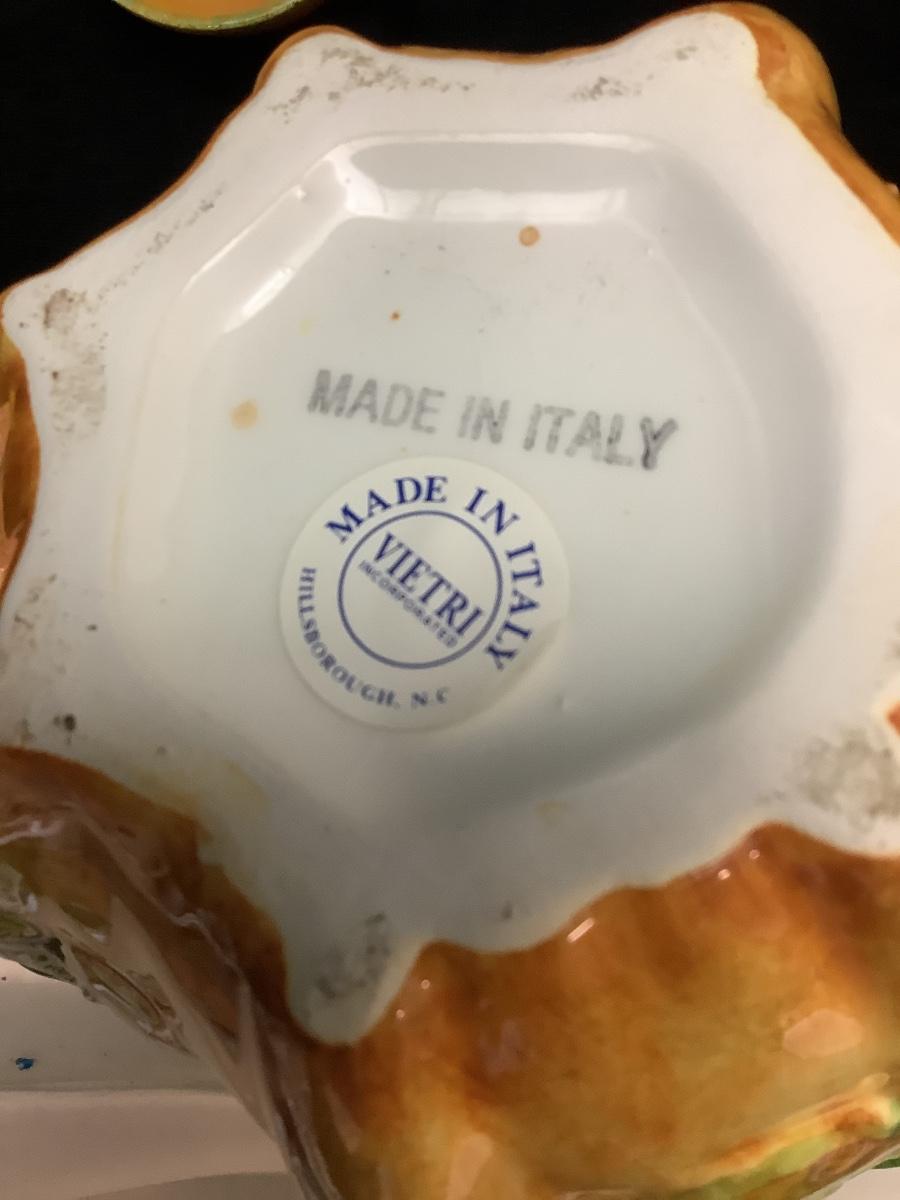 MADE IN ITALY
MADE IN ITALY
VIETRI
INCORPORATED
HILLSBOROUGH, N.C